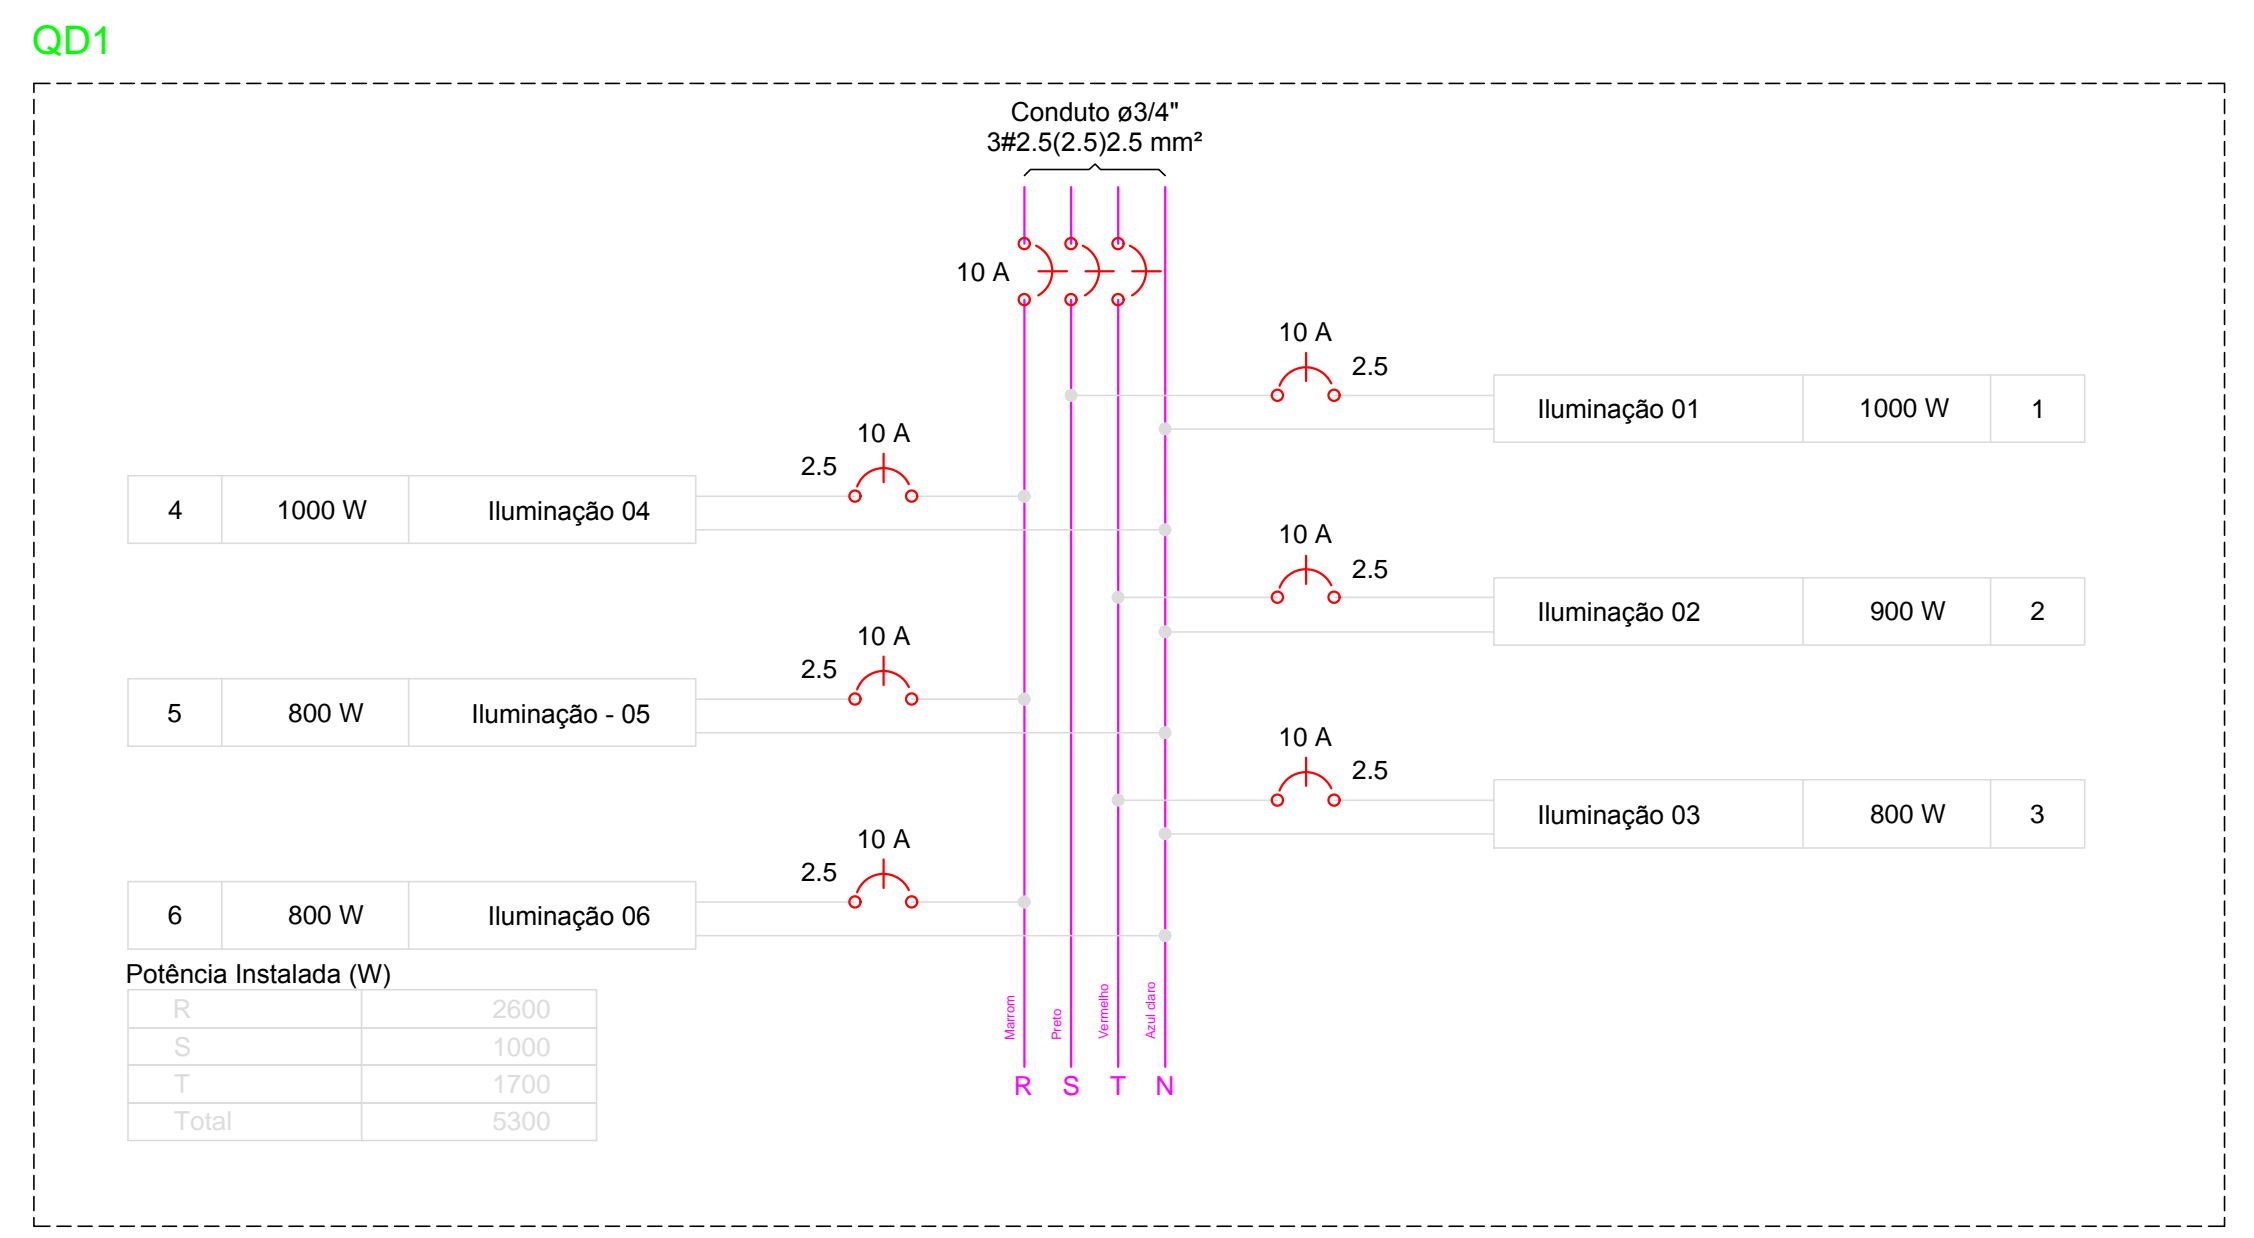 QD1
Conduto ø3/4"
3#2.5(2.5)2.5 mm²
10 A
10 A
2.5
Iluminação 01 1000 W 1
10 A
2.5
4 1000 W Iluminação 04
10 A
2.5
Iluminação 02 900 W 2
10 A
2.5
5 800 W Iluminação - 05
10 A
2.5
Iluminação 03 800 W 3
10 A
2.5
6 800 W Iluminação 06
Potência Instalada (W)
R 2600
S 1000
T 1700
Total 5300
Marrom
Preto
Vermelho
Azul claro
R S T N